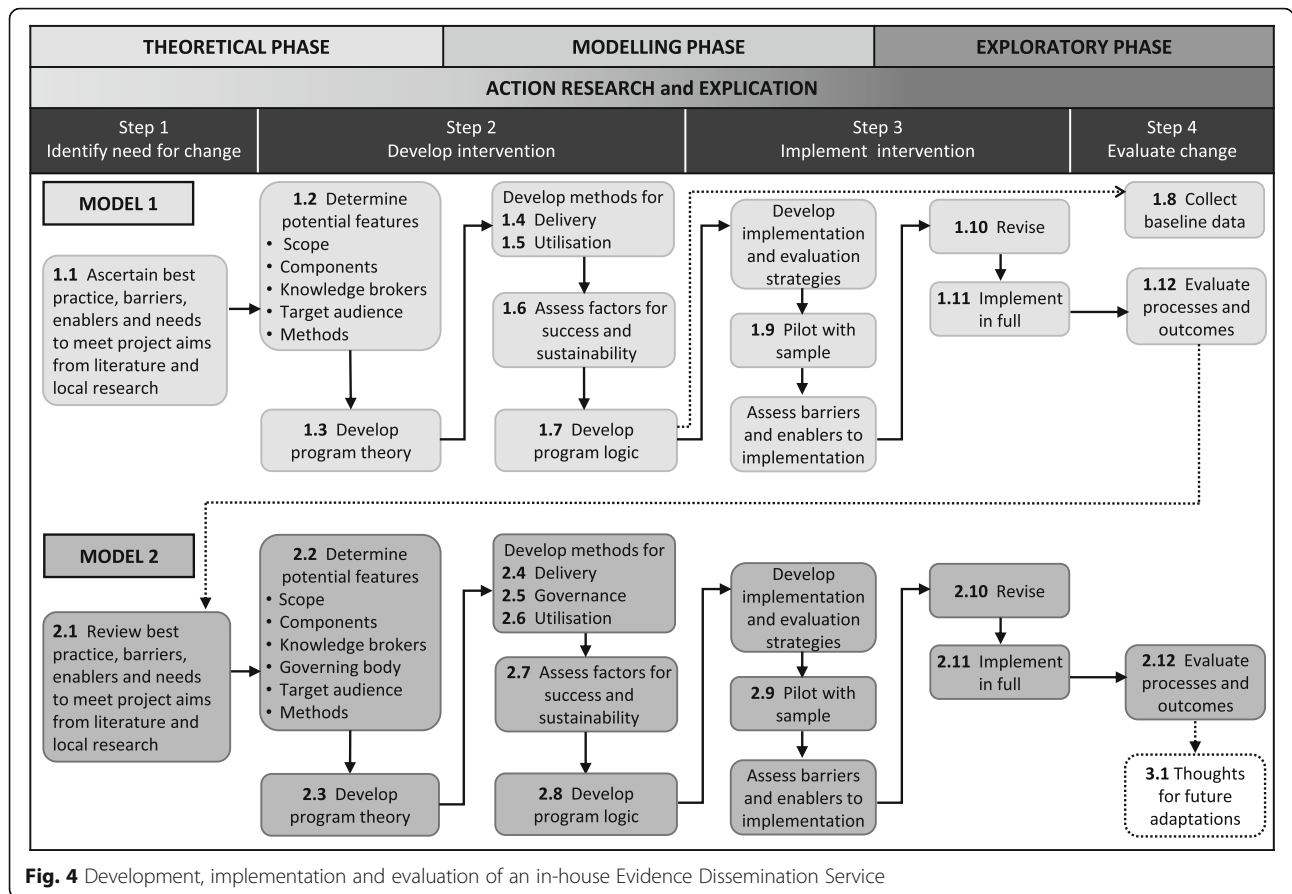 THEORETICAL PHASE
MODELLING PHASE
EXPLORATORY PHASE
ACTION RESEARCH and EXPLICATION
Step 1
Identify need for change
Step 2
Develop intervention
Step 3
Implement intervention
Step 4
Evaluate change
MODEL 1
1.1 Ascertain best
practice, barriers,
enablers and needs
to meet project aims
from literature and
local research
1.2 Determine
potential features
• Scope
• Components
• Knowledge brokers
• Target audience
• Methods
1.3 Develop
program theory
Develop methods for
1.4 Delivery
1.5 Utilisation
1.6 Assess factors for
success and
sustainability
1.7 Develop
program logic
Develop
implementation
and evaluation
strategies
1.9 Pilot with
sample
Assess barriers
and enablers to
implementation
1.10 Revise
1.11 Implement
in full
1.8 Collect
baseline data
1.12 Evaluate
processes and
outcomes
MODEL 2
2.1 Review best
practice, barriers,
enablers and needs
to meet project aims
from literature and
local research
2.2 Determine
potential features
• Scope
• Components
• Knowledge brokers
• Governing body
• Target audience
• Methods
2.3 Develop
program theory
Develop methods for
2.4 Delivery
2.5 Governance
2.6 Utilisation
2.7 Assess factors for
success and
sustainability
2.8 Develop
program logic
Develop
implementation
and evaluation
strategies
2.9 Pilot with
sample
Assess barriers
and enablers to
implementation
2.10 Revise
2.11 Implement
in full
2.12 Evaluate
processes and
outcomes
3.1 Thoughts
for future
adaptations
Fig. 4 Development, implementation and evaluation of an in-house Evidence Dissemination Service